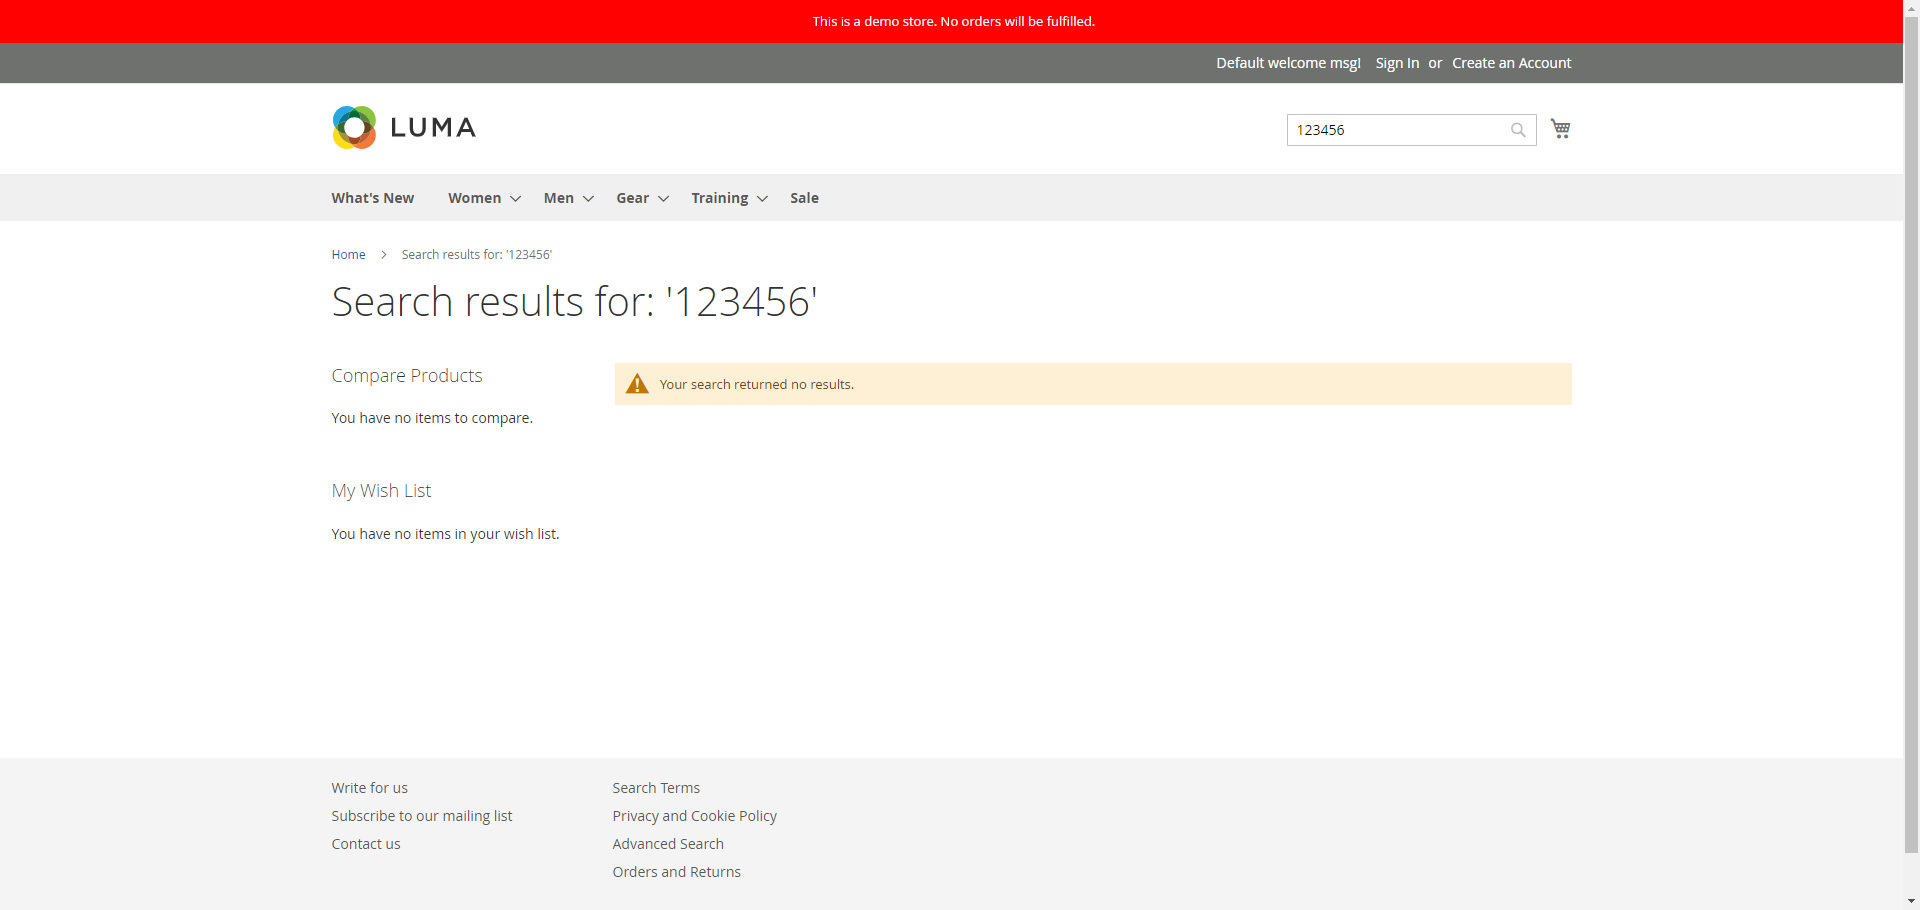 This is a demo store. No orders will be fulfilled.
Default welcome msg! Sign In or Create an Account
LUMA
123456
What's New Women Men Gear Training Sale
Home Search results for: '123456'
Search results for: '123456'
Compare Products
Your search returned no results.
You have no items to compare.
My Wish List
You have no items in your wish list.
Write for us
Subscribe to our mailing list
Contact us
Search Terms
Privacy and Cookie Policy
Advanced Search
Orders and Returns